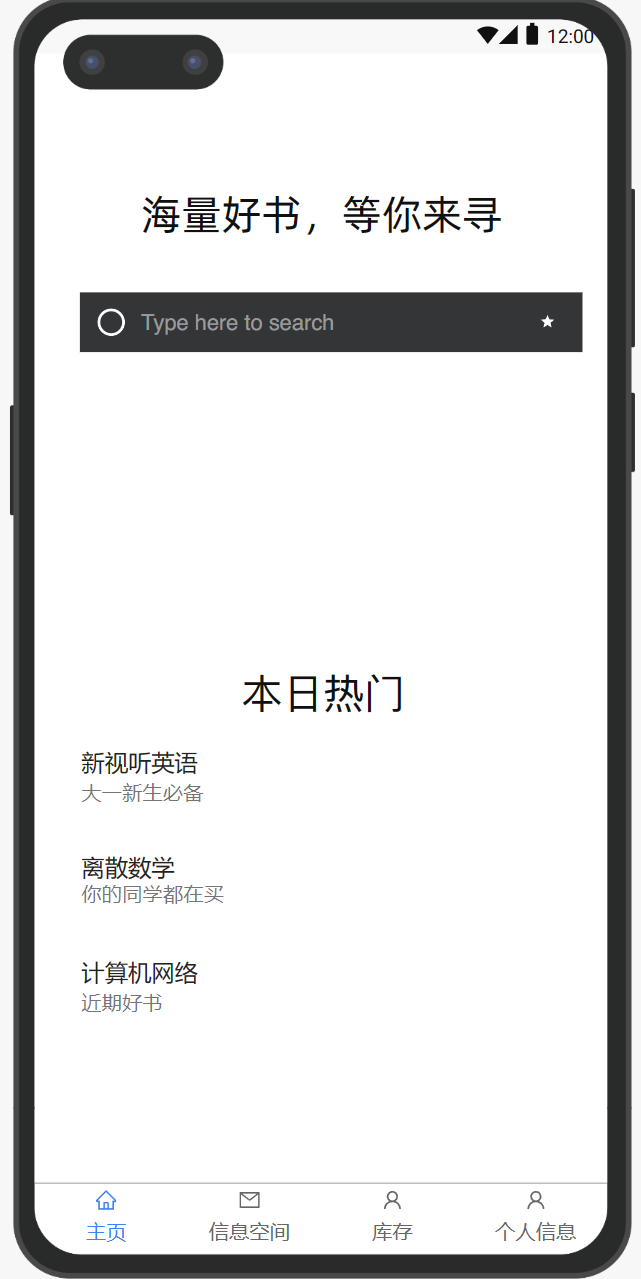 12:00
海量好书，等你来寻
Type here to search
本日热门
新视听英语
大一新生必备
离散数学
你的同学都在买
计算机网络
近期好书
主页 信息空间 库存 个人信息